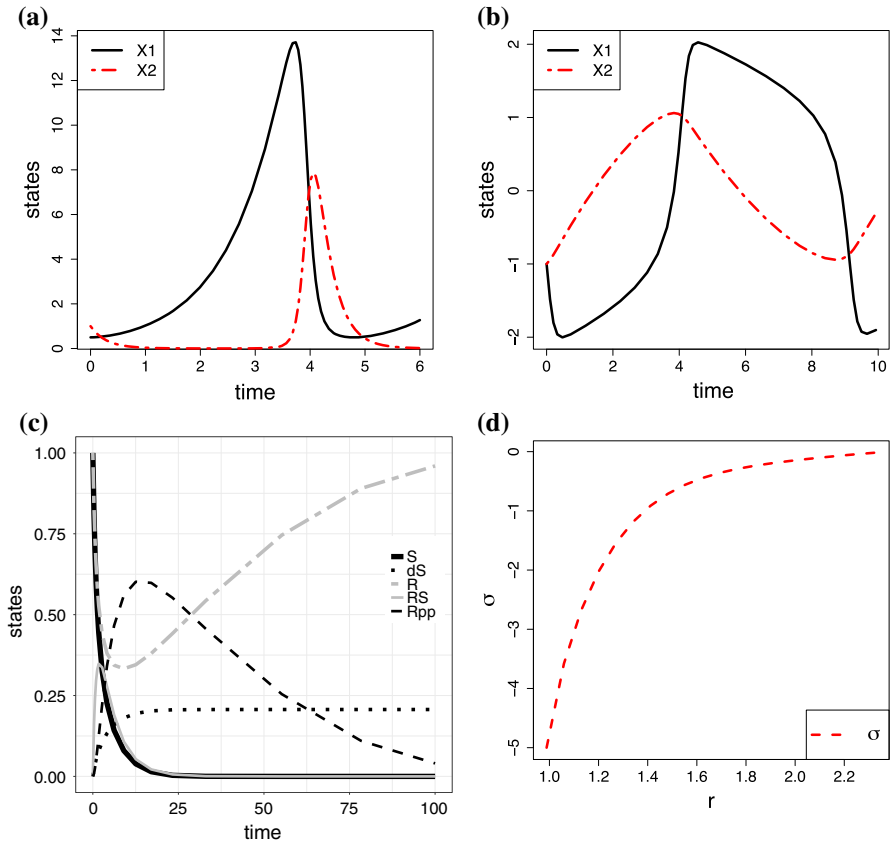 (a)
X1
X2
states
0 2 4 6 8 10 12 14
0 1 2 3 4 5 6
time
(b)
X1
X2
states
-2 -1 0 1 2
0 2 4 6 8 10
time
(c)
states
1.00
0.75
0.50
0.25
0.00
S
dS
R
RS
Rpp
0 25 50 75 100
time
(d)
σ
0
-1
-2
-3
-4
-5
σ
1.0 1.2 1.4 1.6 1.8 2.0 2.2
r